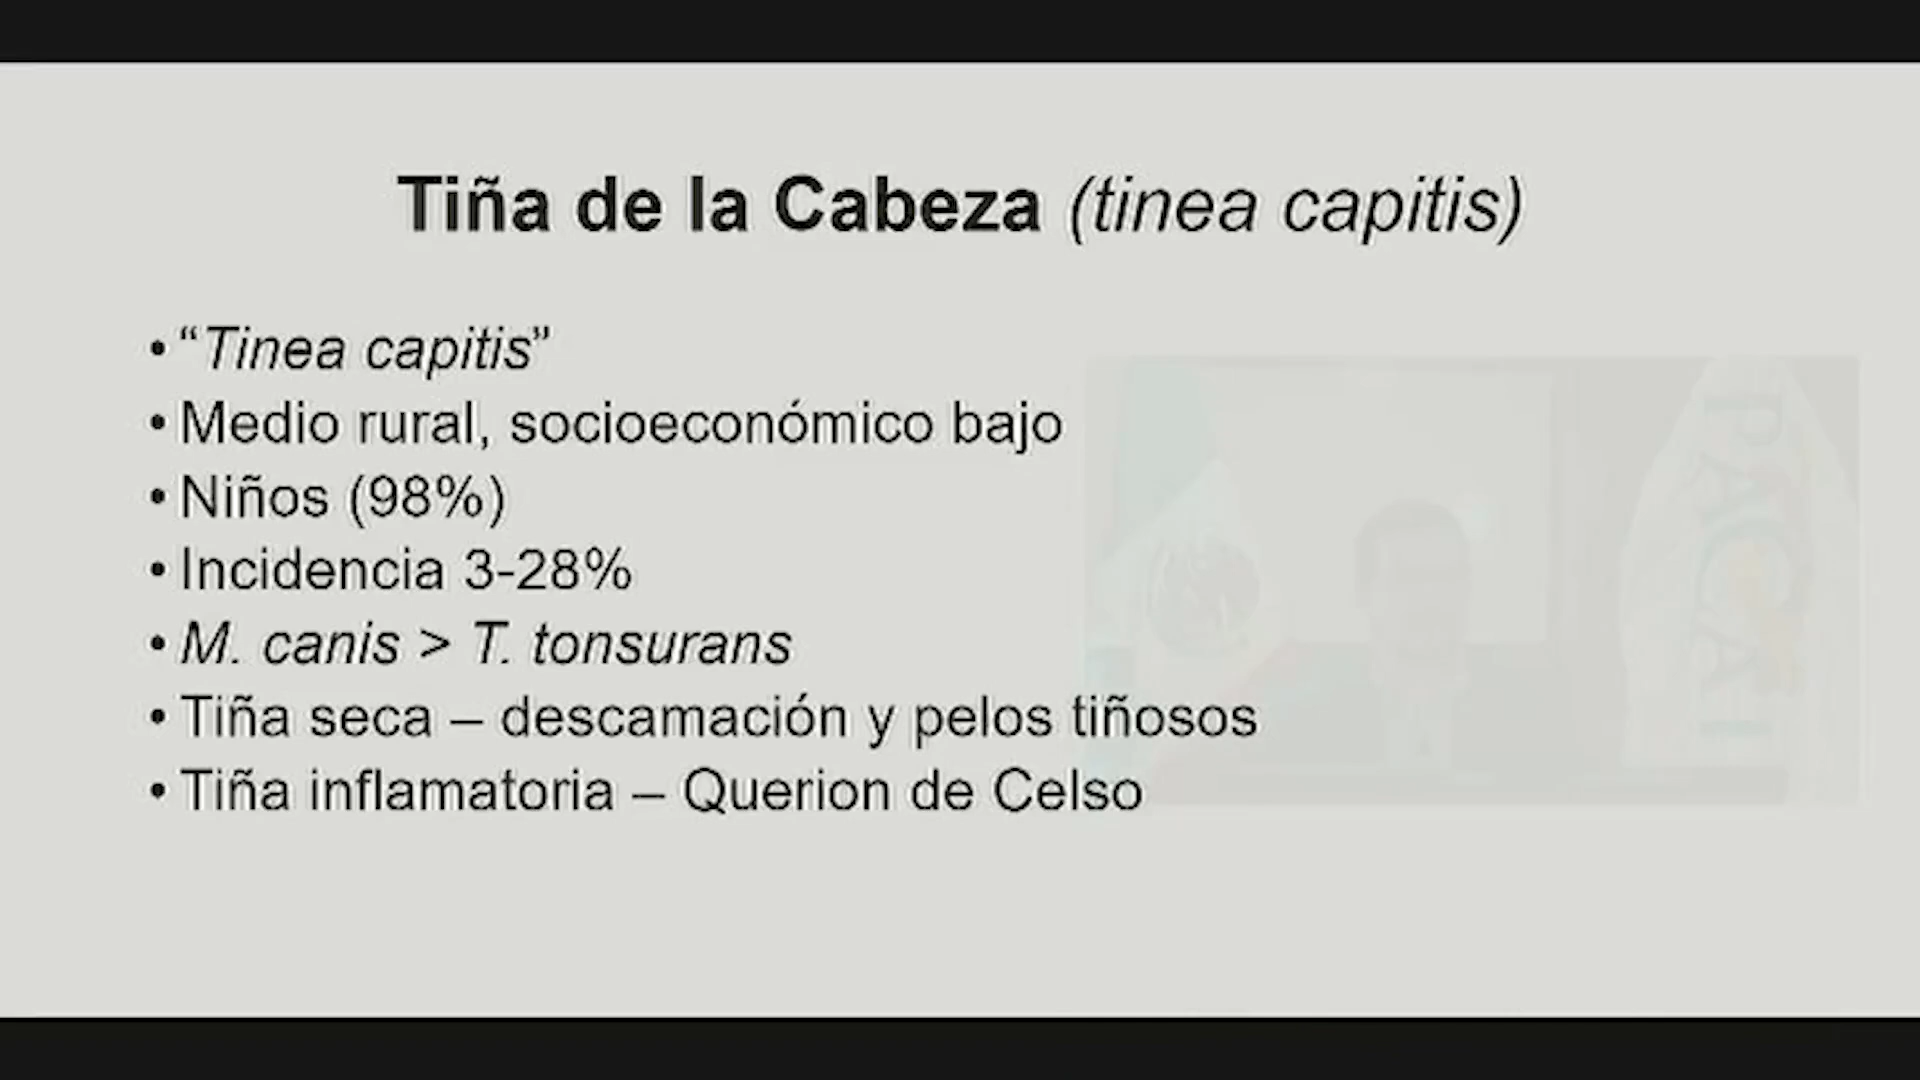 Tiña de la Cabeza (tinea capitis)
• “Tinea capitis”
• Medio rural, socioeconómico bajo
• Niños (98%)
• Incidencia 3-28%
• M. canis > T. tonsurans
• Tiña seca – descamación y pelos tiñosos
• Tiña inflamatoria – Querion de Celso